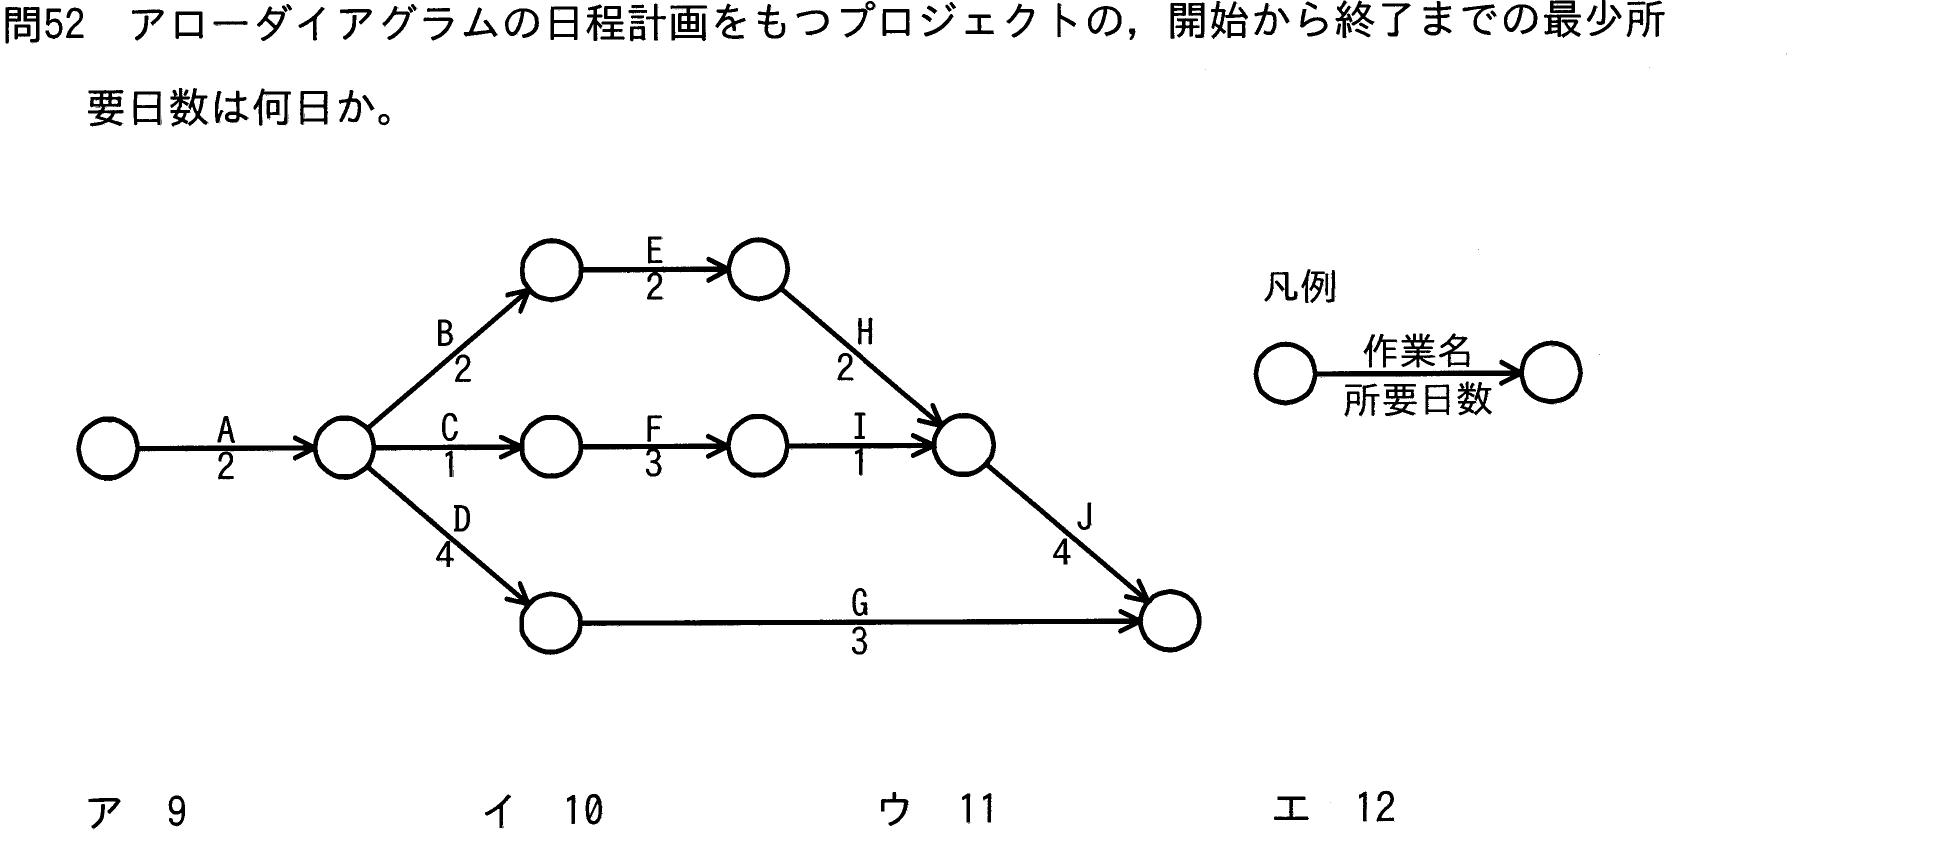 問52 アローダイアグラムの日程計画をもつプロジェクトの，開始から終了までの最少所
要日数は何日か。
E
2
B
2
H
2
凡例
作業名
所要日数
A
2
C
1
F
3
I
1
D
4
J
4
G
3
ア 9 イ 10 ウ 11 エ 12